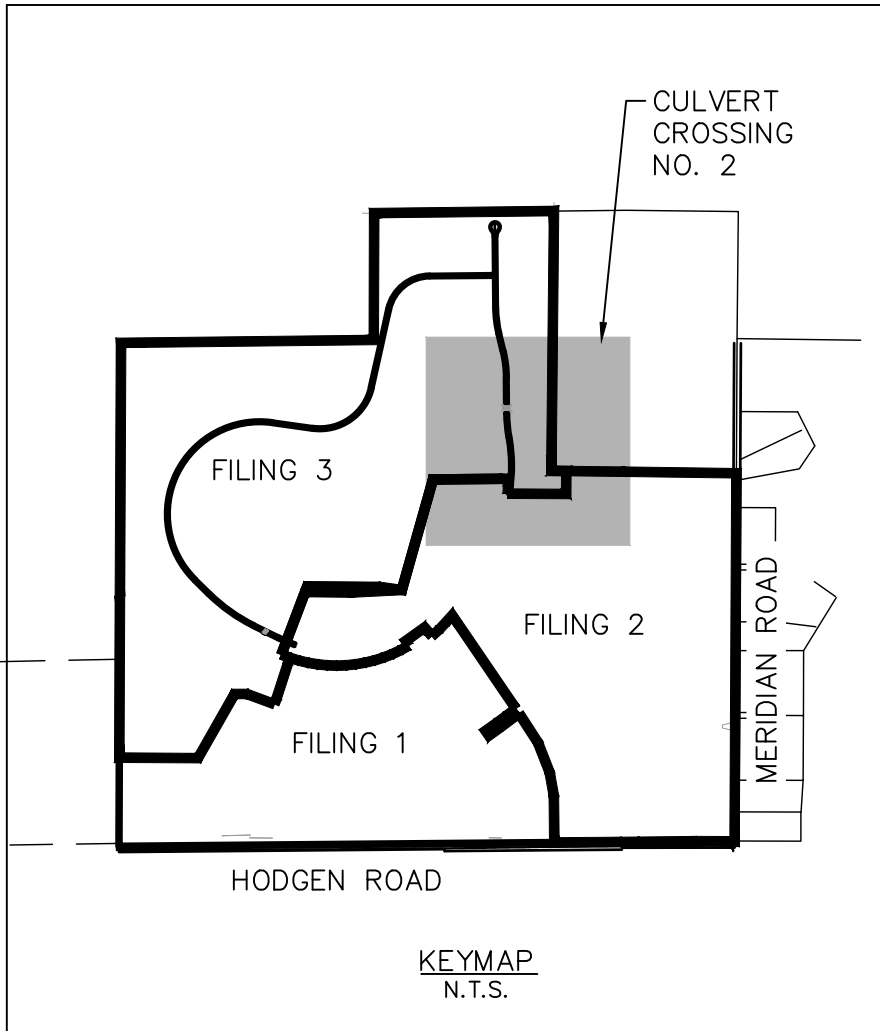 CULVERT
CROSSING
NO. 2
FILING 3
FILING 2
MERIDIAN ROAD
FILING 1
HODGEN ROAD
KEYMAP
N.T.S.